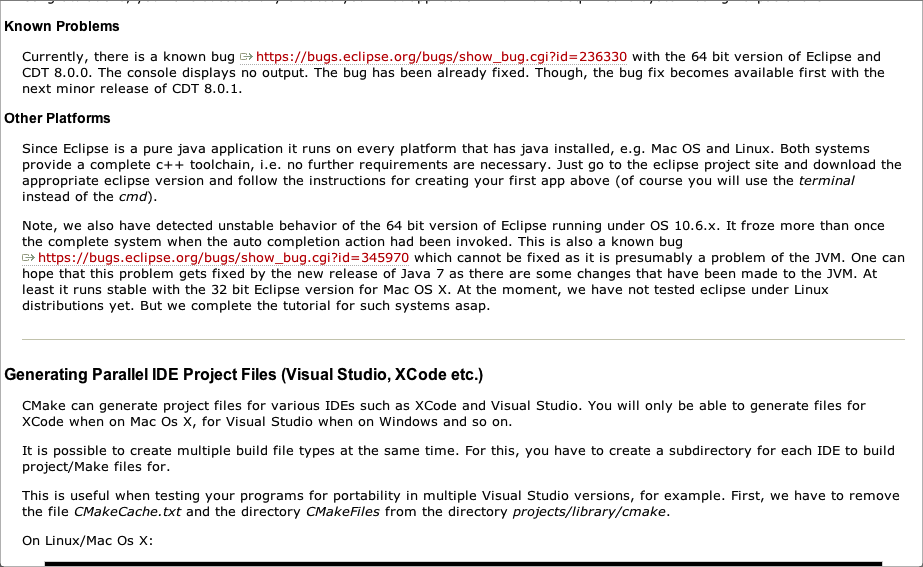 Known Problems
Currently, there is a known bug https://bugs.eclipse.org/bugs/show_bug.cgi?id=236330 with the 64 bit version of Eclipse and
CDT 8.0.0. The console displays no output. The bug has been already fixed. Though, the bug fix becomes available first with the
next minor release of CDT 8.0.1.
Other Platforms
Since Eclipse is a pure java application it runs on every platform that has java installed, e.g. Mac OS and Linux. Both systems
provide a complete c++ toolchain, i.e. no further requirements are necessary. Just go to the eclipse project site and download the
appropriate eclipse version and follow the instructions for creating your first app above (of course you will use the terminal
instead of the cmd).
Note, we also have detected unstable behavior of the 64 bit version of Eclipse running under OS 10.6.x. It froze more than once
the complete system when the auto completion action had been invoked. This is also a known bug
https://bugs.eclipse.org/bugs/show_bug.cgi?id=345970 which cannot be fixed as it is presumably a problem of the JVM. One can
hope that this problem gets fixed by the new release of Java 7 as there are some changes that have been made to the JVM. At
least it runs stable with the 32 bit Eclipse version for Mac OS X. At the moment, we have not tested eclipse under Linux
distributions yet. But we complete the tutorial for such systems asap.
Generating Parallel IDE Project Files (Visual Studio, XCode etc.)
CMake can generate project files for various IDEs such as XCode and Visual Studio. You will only be able to generate files for
XCode when on Mac Os X, for Visual Studio when on Windows and so on.
It is possible to create multiple build file types at the same time. For this, you have to create a subdirectory for each IDE to build
project/Make files for.
This is useful when testing your programs for portability in multiple Visual Studio versions, for example. First, we have to remove
the file CMakeCache.txt and the directory CMakeFiles from the directory projects/library/cmake.
On Linux/Mac Os X: